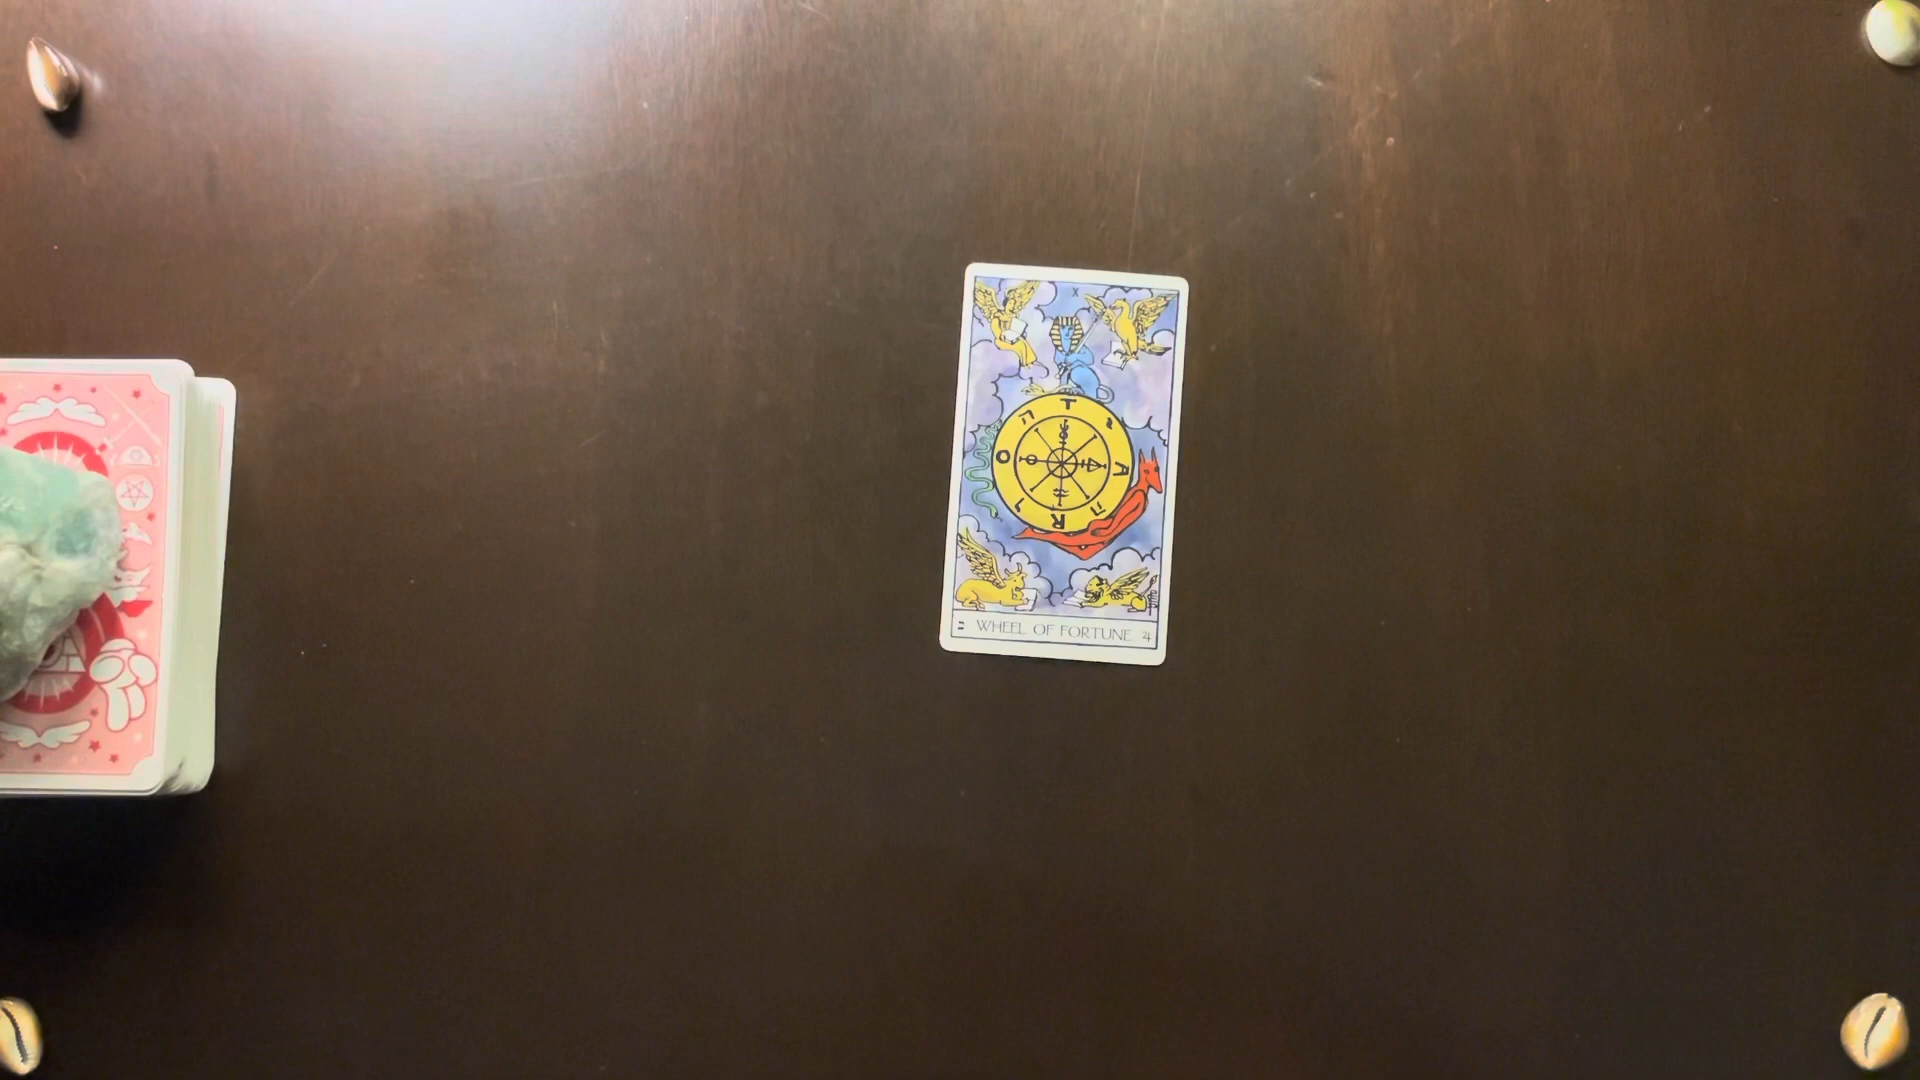 X
T
A
R
O
WHEEL OF FORTUNE ♃